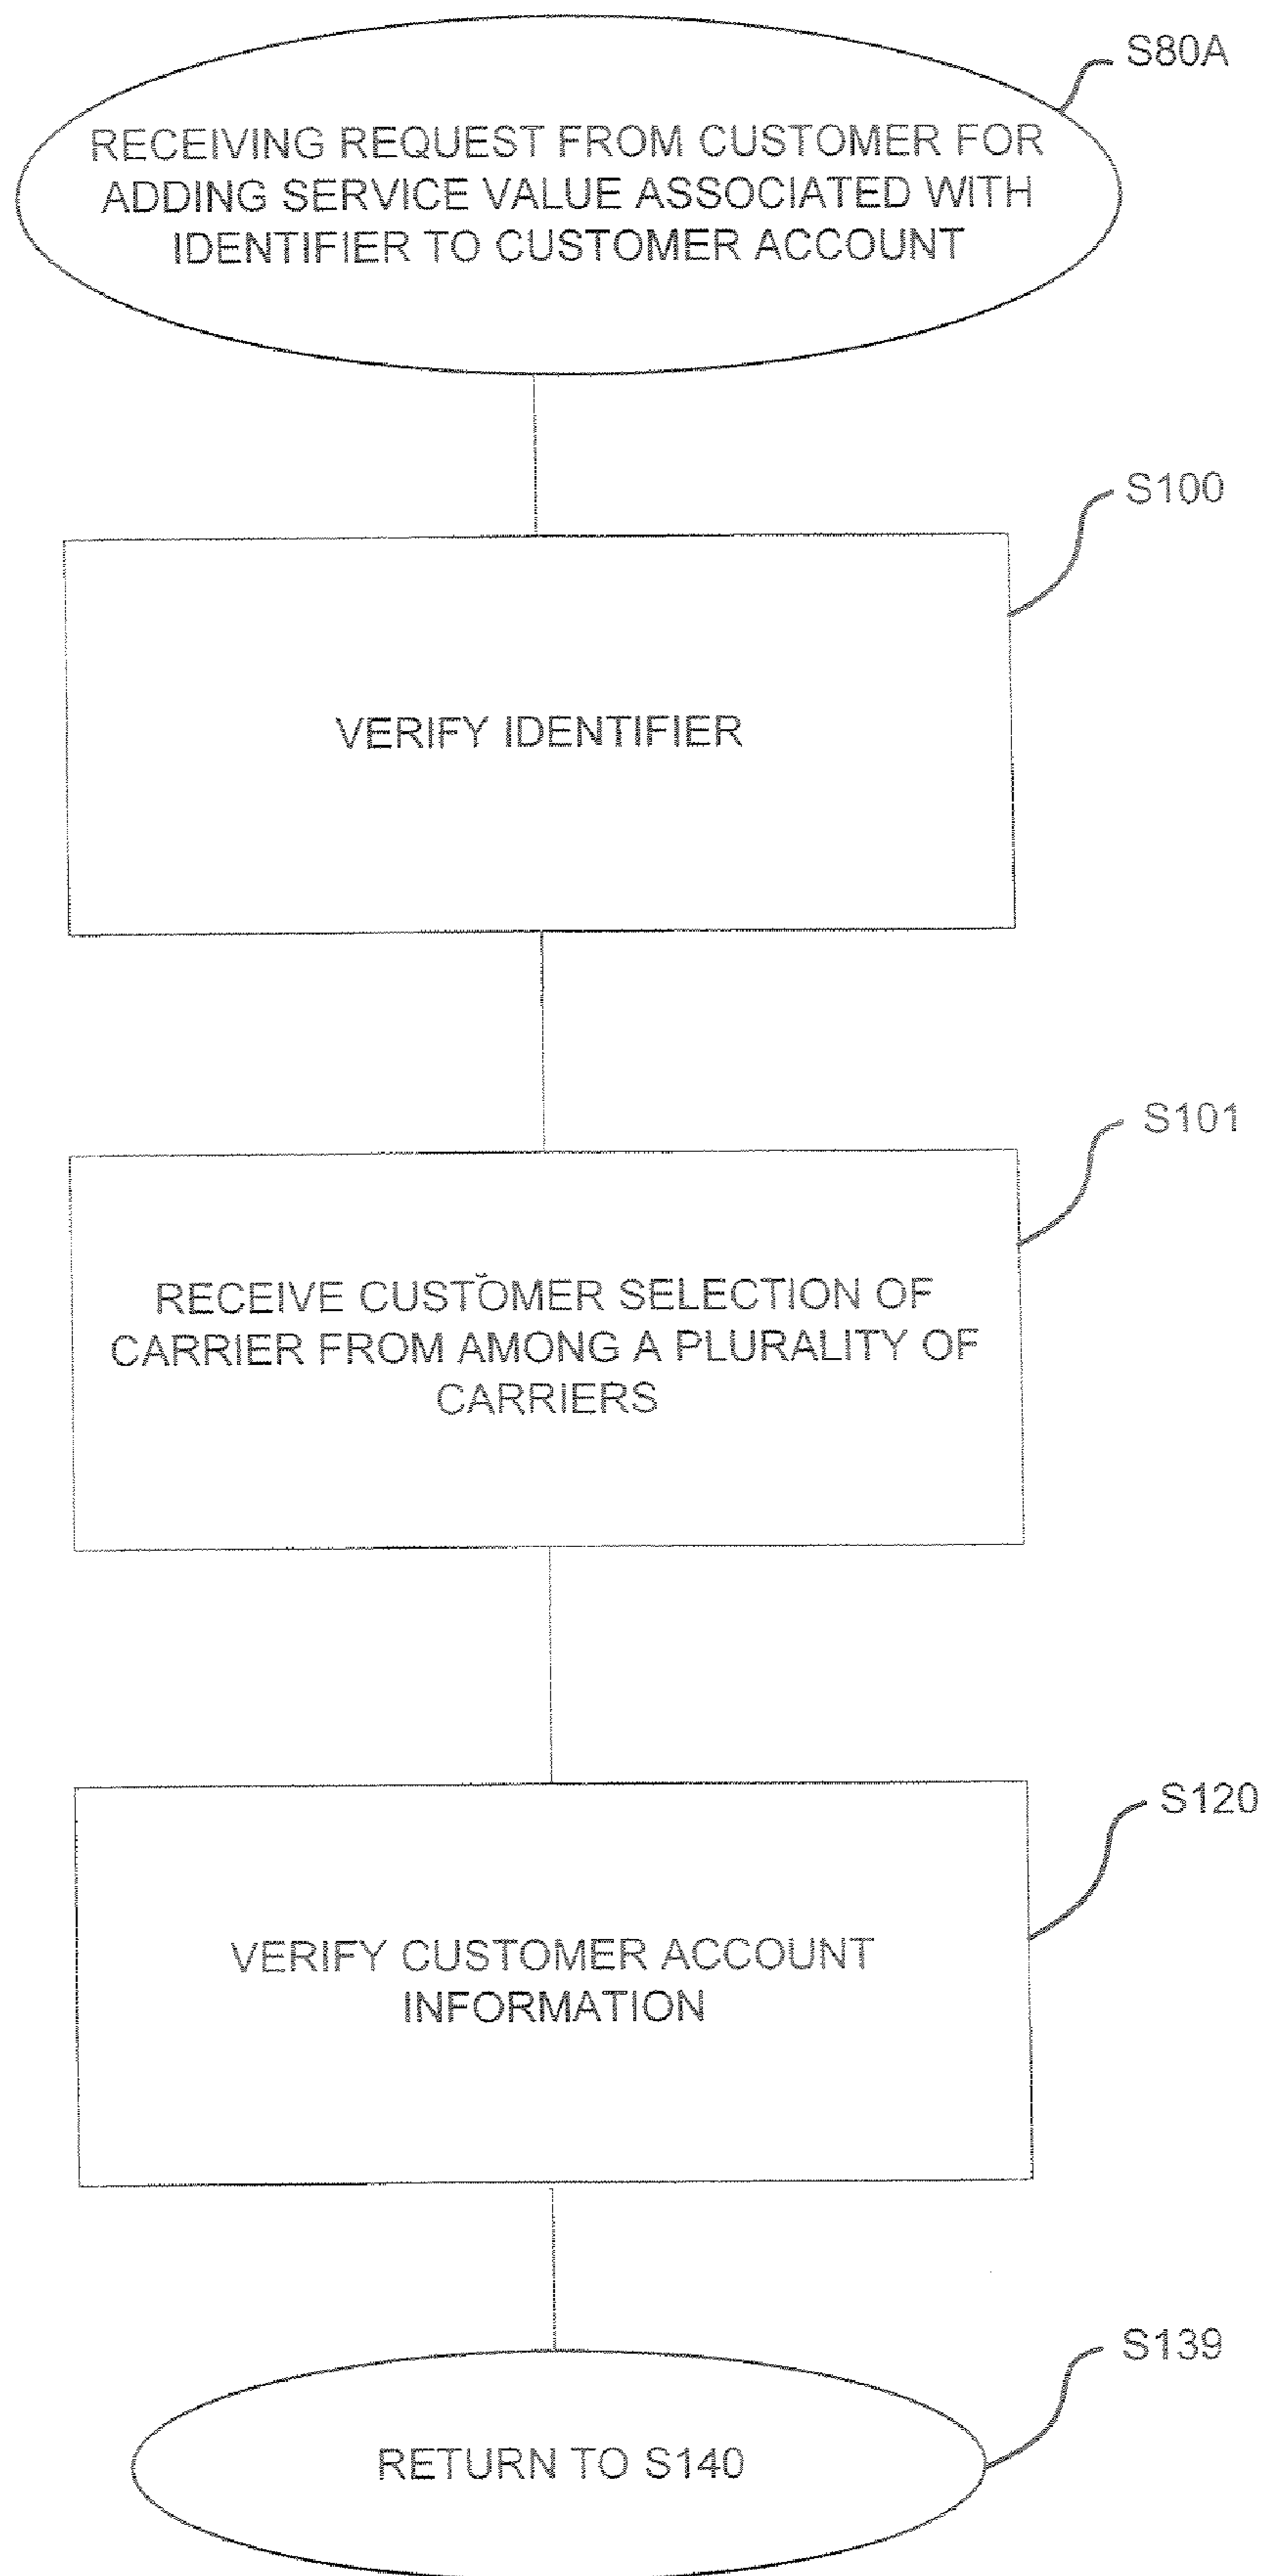 S80A
RECEIVING REQUEST FROM CUSTOMER FOR
ADDING SERVICE VALUE ASSOCIATED WITH
IDENTIFIER TO CUSTOMER ACCOUNT
S100
VERIFY IDENTIFIER
S101
RECEIVE CUSTOMER SELECTION OF
CARRIER FROM AMONG A PLURALITY OF
CARRIERS
S120
VERIFY CUSTOMER ACCOUNT
INFORMATION
S139
RETURN TO S140